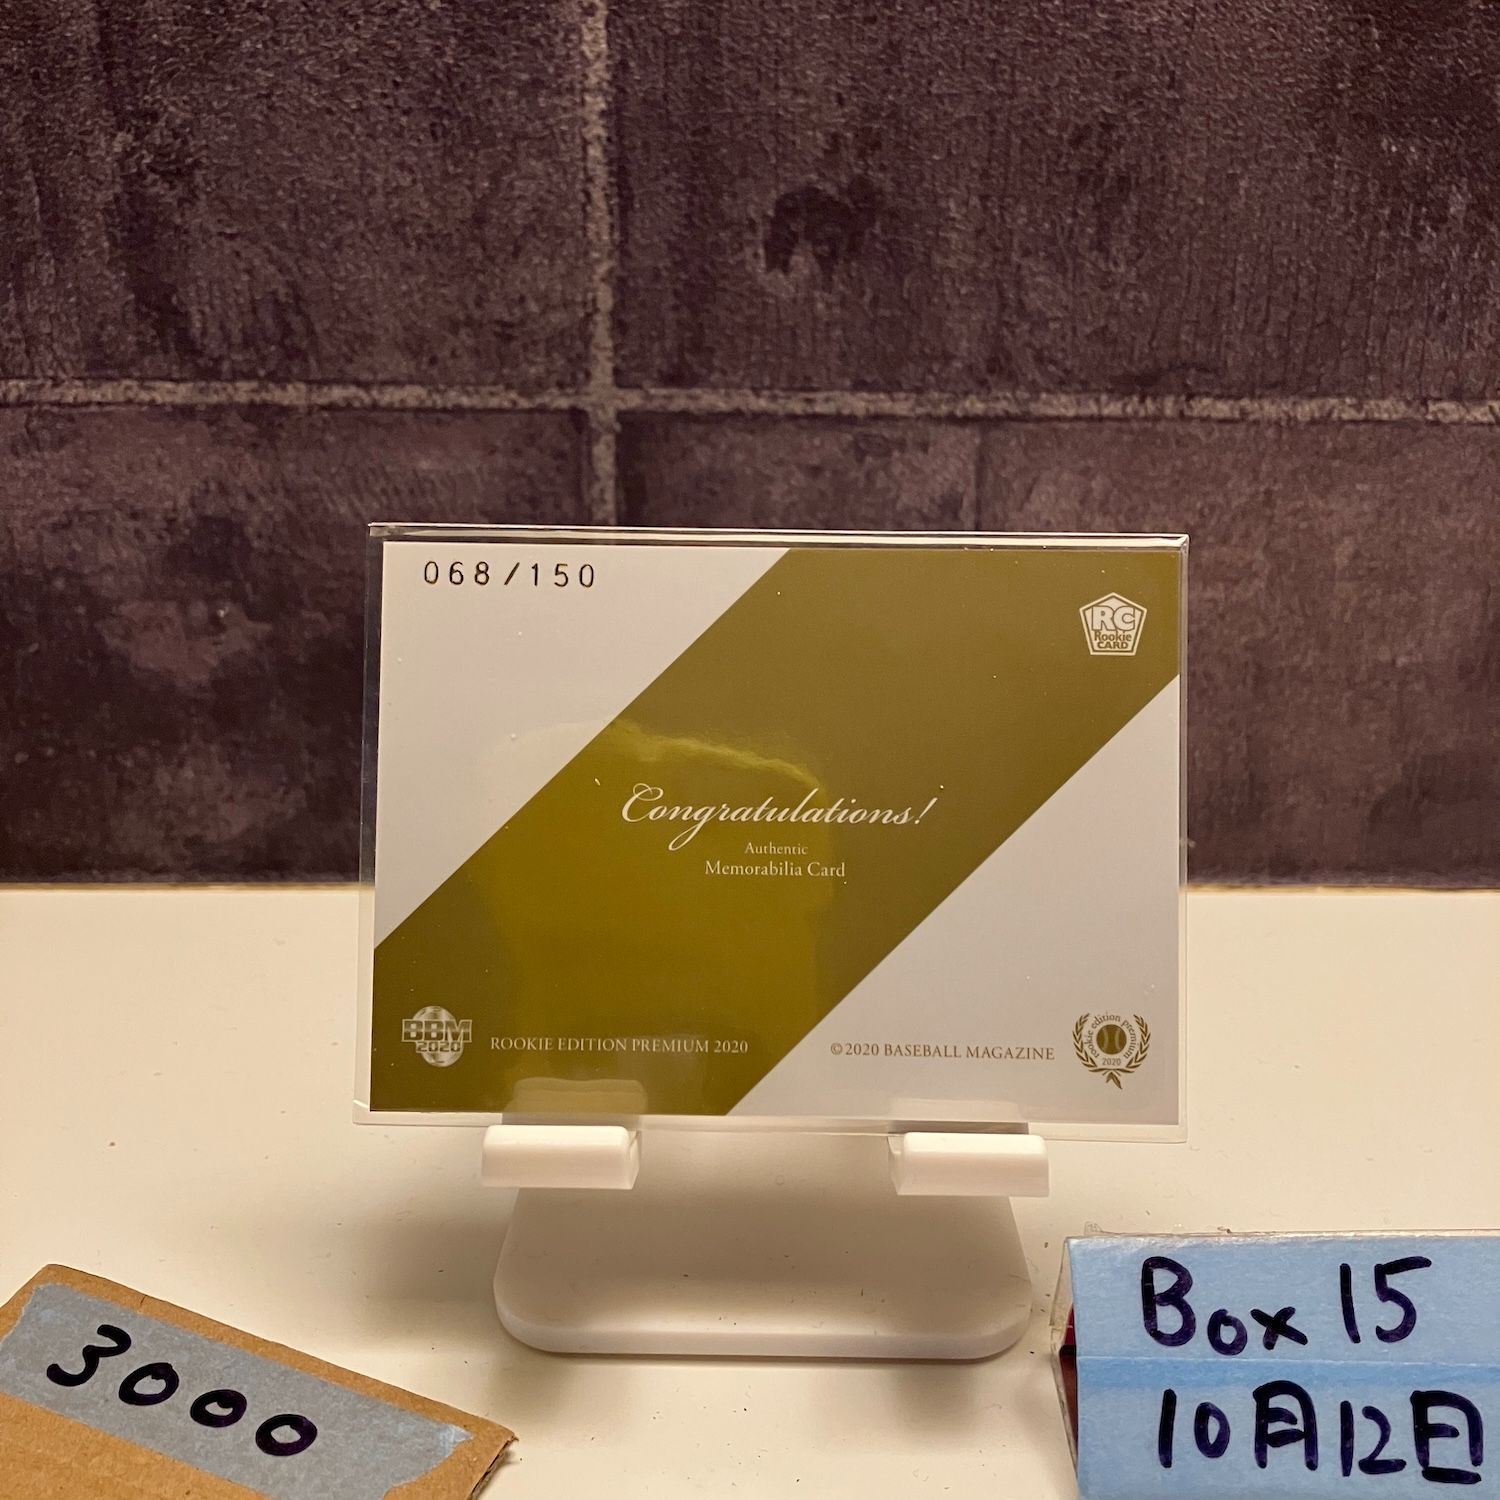 068/150
RC
Rookie
CARD
Congratulations!
Authentic
Memorabilia Card
BBM
2020
ROOKIE EDITION PREMIUM 2020
©2020 BASEBALL MAGAZINE
rookie edition premium
2020
3000
Box 15
10月12日